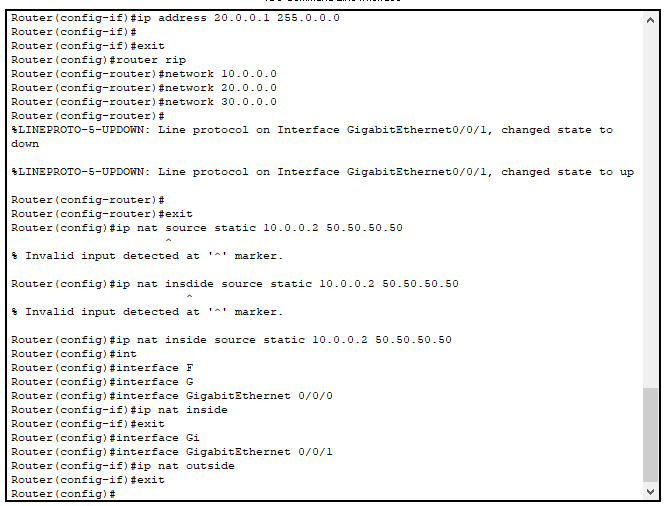 Router(config-if)#ip address 20.0.0.1 255.0.0.0
Router(config-if)#
Router(config-if)#exit
Router(config)#router rip
Router(config-router)#network 10.0.0.0
Router(config-router)#network 20.0.0.0
Router(config-router)#network 30.0.0.0
Router(config-router)#
%LINEPROTO-5-UPDOWN: Line protocol on Interface GigabitEthernet0/0/1, changed state to
down
%LINEPROTO-5-UPDOWN: Line protocol on Interface GigabitEthernet0/0/1, changed state to up
Router(config-router)#
Router(config-router)#exit
Router(config)#ip nat source static 10.0.0.2 50.50.50.50
^
% Invalid input detected at '^' marker.
Router(config)#ip nat insdide source static 10.0.0.2 50.50.50.50
^
% Invalid input detected at '^' marker.
Router(config)#ip nat inside source static 10.0.0.2 50.50.50.50
Router(config)#int
Router(config)#interface F
Router(config)#interface G
Router(config)#interface GigabitEthernet 0/0/0
Router(config-if)#ip nat inside
Router(config-if)#exit
Router(config)#interface Gi
Router(config)#interface GigabitEthernet 0/0/1
Router(config-if)#ip nat outside
Router(config-if)#exit
Router(config)#